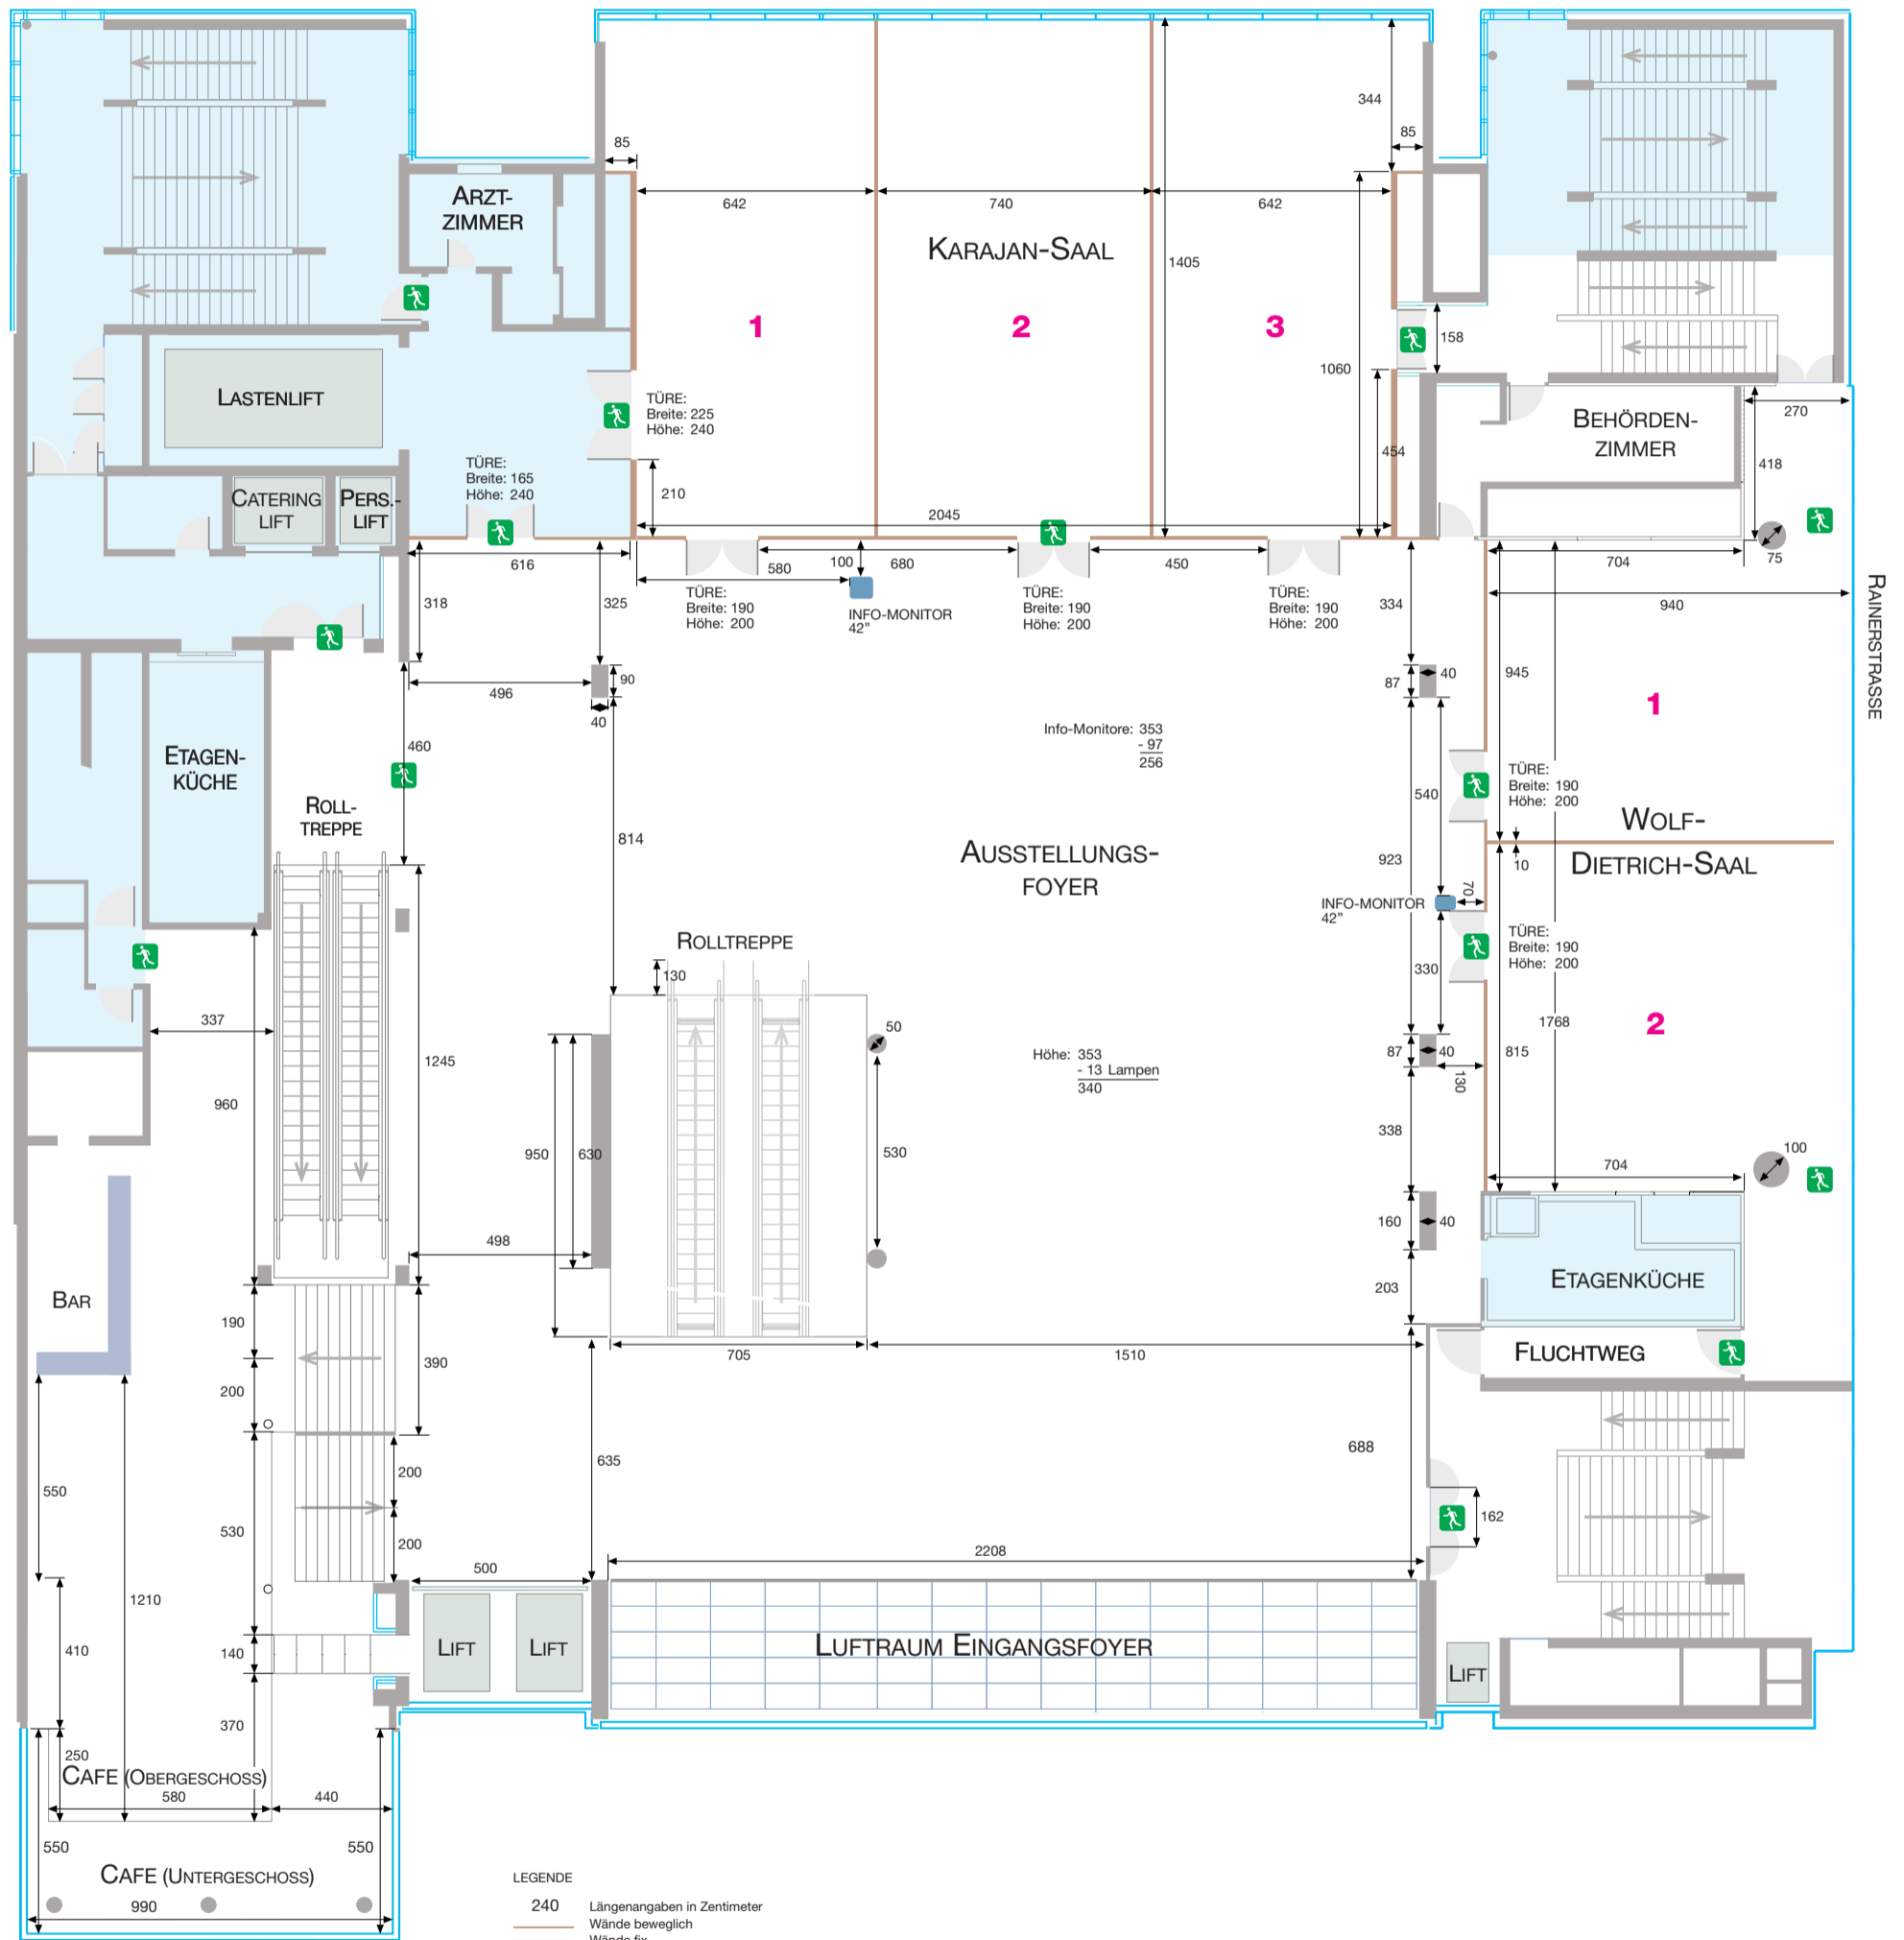 344
85
85
ARZT-
ZIMMER
642
740
642
KARAJAN-SAAL
1405
1
2
3
158
1060
LASTENLIFT
TÜRE:
Breite: 225
Höhe: 240
270
BEHÖRDEN-
ZIMMER
454
418
TÜRE:
Breite: 165
Höhe: 240
210
CATERING
LIFT
PERS.-
LIFT
2045
616
580
100
680
450
704
75
318
325
TÜRE:
Breite: 190
Höhe: 200
INFO-MONITOR
42”
TÜRE:
Breite: 190
Höhe: 200
TÜRE:
Breite: 190
Höhe: 200
334
940
RAINERSTRASSE
496
90
40
87
40
945
1
460
Info-Monitore: 353
- 97
256
ETAGEN-
KÜCHE
ROLL-
TREPPE
540
TÜRE:
Breite: 190
Höhe: 200
814
WOLF-
DIETRICH-SAAL
AUSSTELLUNGS-
FOYER
923
10
70
INFO-MONITOR
42”
ROLLTREPPE
TÜRE:
Breite: 190
Höhe: 200
130
330
337
50
1768
2
1245
Höhe: 353
- 13 Lampen
340
87
40
815
130
960
950
630
530
338
100
704
498
160
40
BAR
203
ETAGENKÜCHE
190
390
705
1510
FLUCHTWEG
200
635
688
200
550
530
162
200
500
2208
1210
410
140
LIFT
LIFT
LUFTRAUM EINGANGSFOYER
LIFT
370
250
CAFE (OBERGESCHOSS)
580
440
550
550
CAFE (UNTERGESCHOSS)
990
LEGENDE
240
Längenangaben in Zentimeter
Wände beweglich
Wände fix